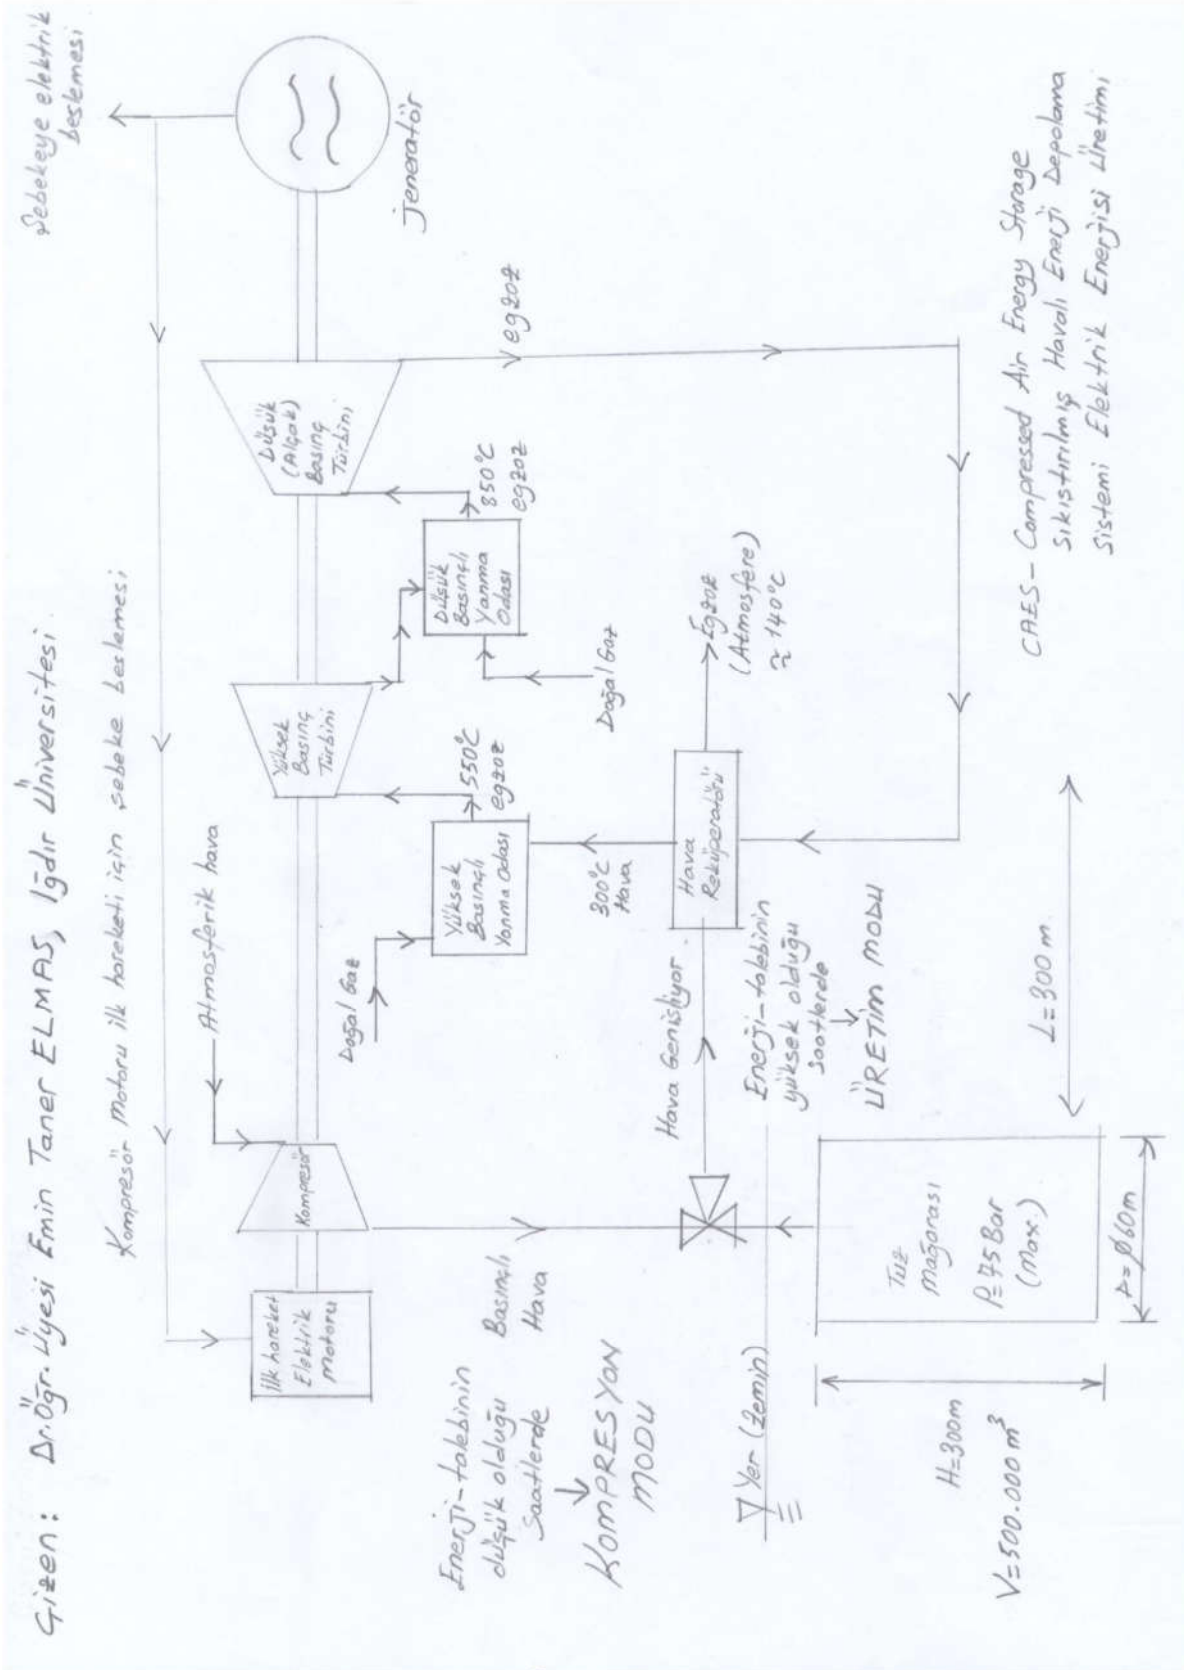 Çizen: Dr.Öğr.Üyesi Emin Taner ELMAS, Iğdır Üniversitesi
Şebekeye elektrik
beslemesi
Kompresör motoru ilk hareketi için şebeke beslemesi
Atmosferik hava
İlk hareket
Elektrik
motoru
Kompresör
Yüksek
Basınç
Türbini
Düşük
(Alçak)
Basınç
Türbini
jeneratör
Doğal Gaz
Yüksek
Basınçlı
Yanma Odası
550°C
egzoz
Düşük
Basınçlı
Yanma
Odası
850°C
egzoz
egzoz
Doğal Gaz
300°C
Hava
Hava
Reküperatörü
Egzoz
(Atmosfere)
≈ 140°C
Basınçlı
Hava
Hava Genişliyor
Enerji-talebinin
düşük olduğu
saatlerde
KOMPRESYON
MODU
Enerji-talebinin
yüksek olduğu
saatlerde
ÜRETİM MODU
Yer (Zemin)
Tuz
mağarası
P=75 Bar
(max.)
L=300 m
D=Ø60m
H=300m
V=500.000 m³
CAES - Compressed Air Energy Storage
Sıkıştırılmış Havalı Enerji Depolama
Sistemi Elektrik Enerjisi Üretimi